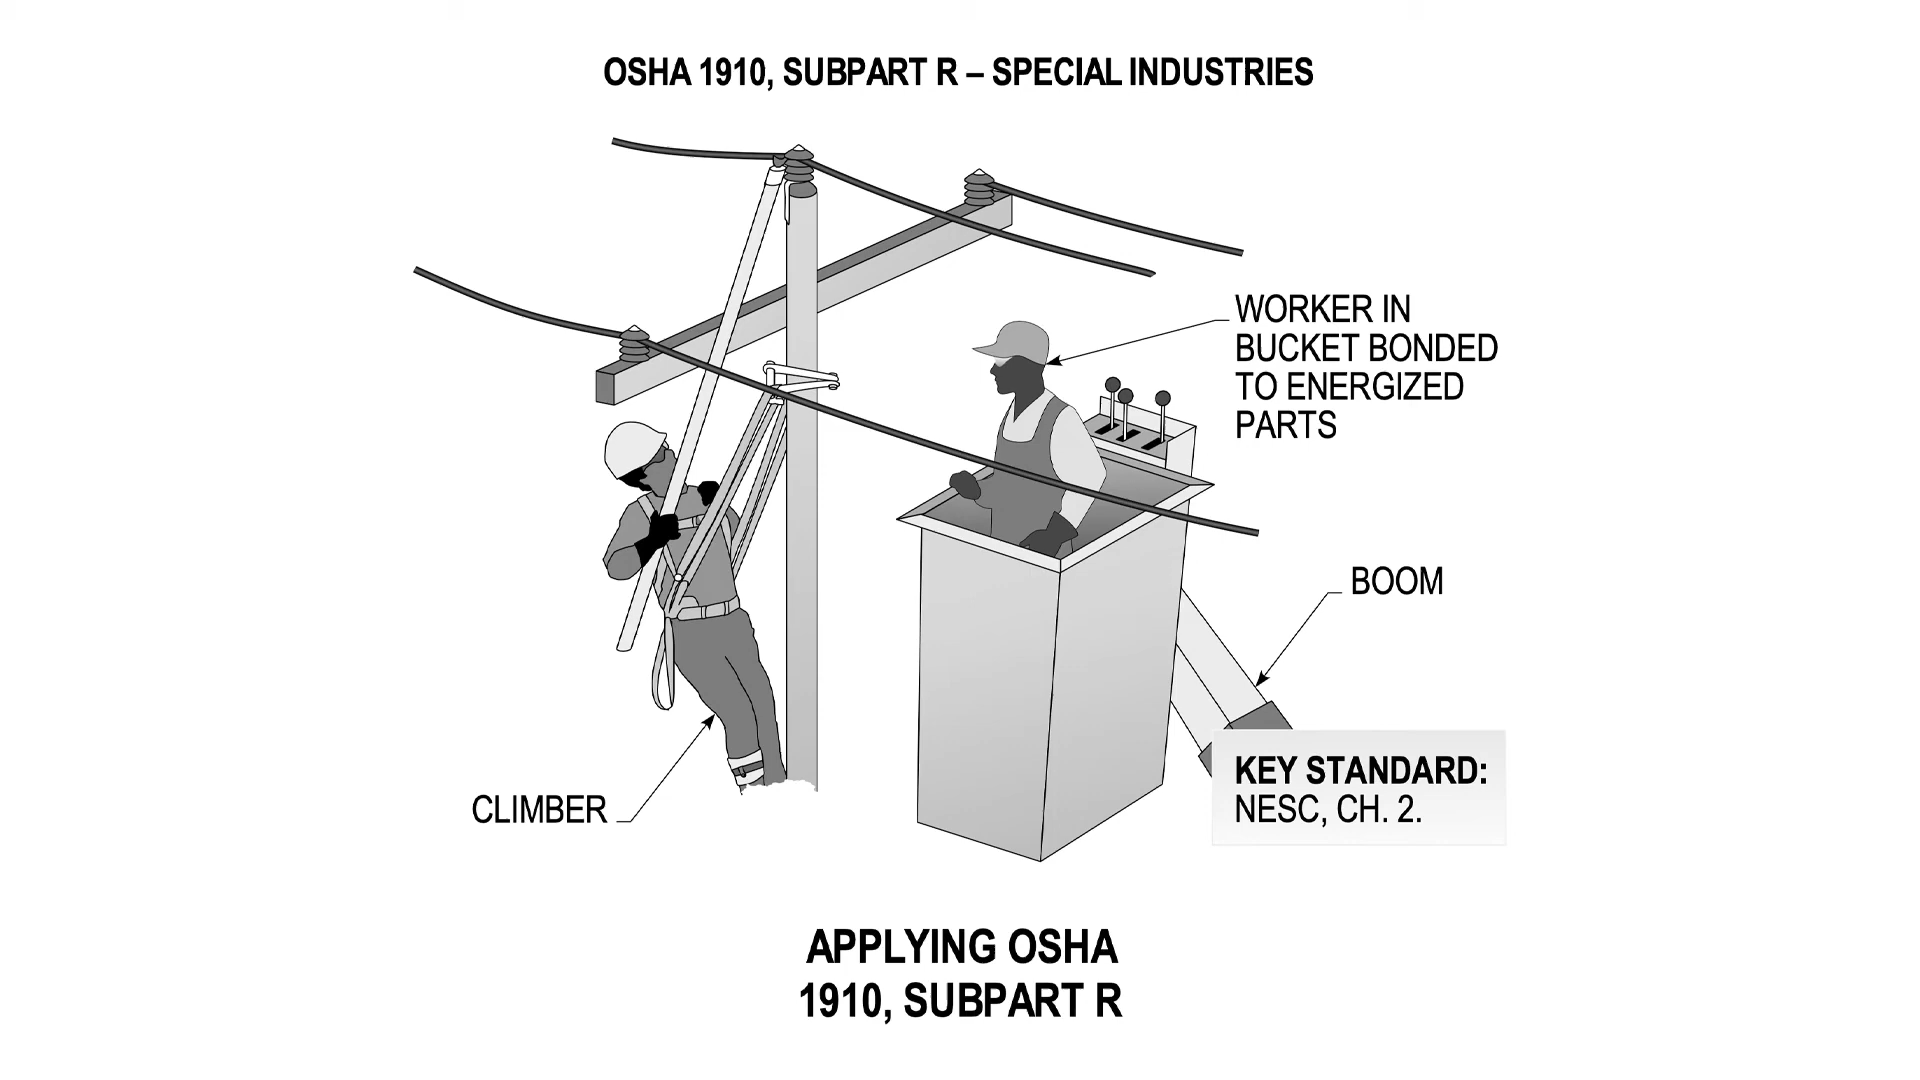 OSHA 1910, SUBPART R – SPECIAL INDUSTRIES
WORKER IN
BUCKET BONDED
TO ENERGIZED
PARTS
BOOM
KEY STANDARD:
NESC, CH. 2.
CLIMBER
APPLYING OSHA
1910, SUBPART R